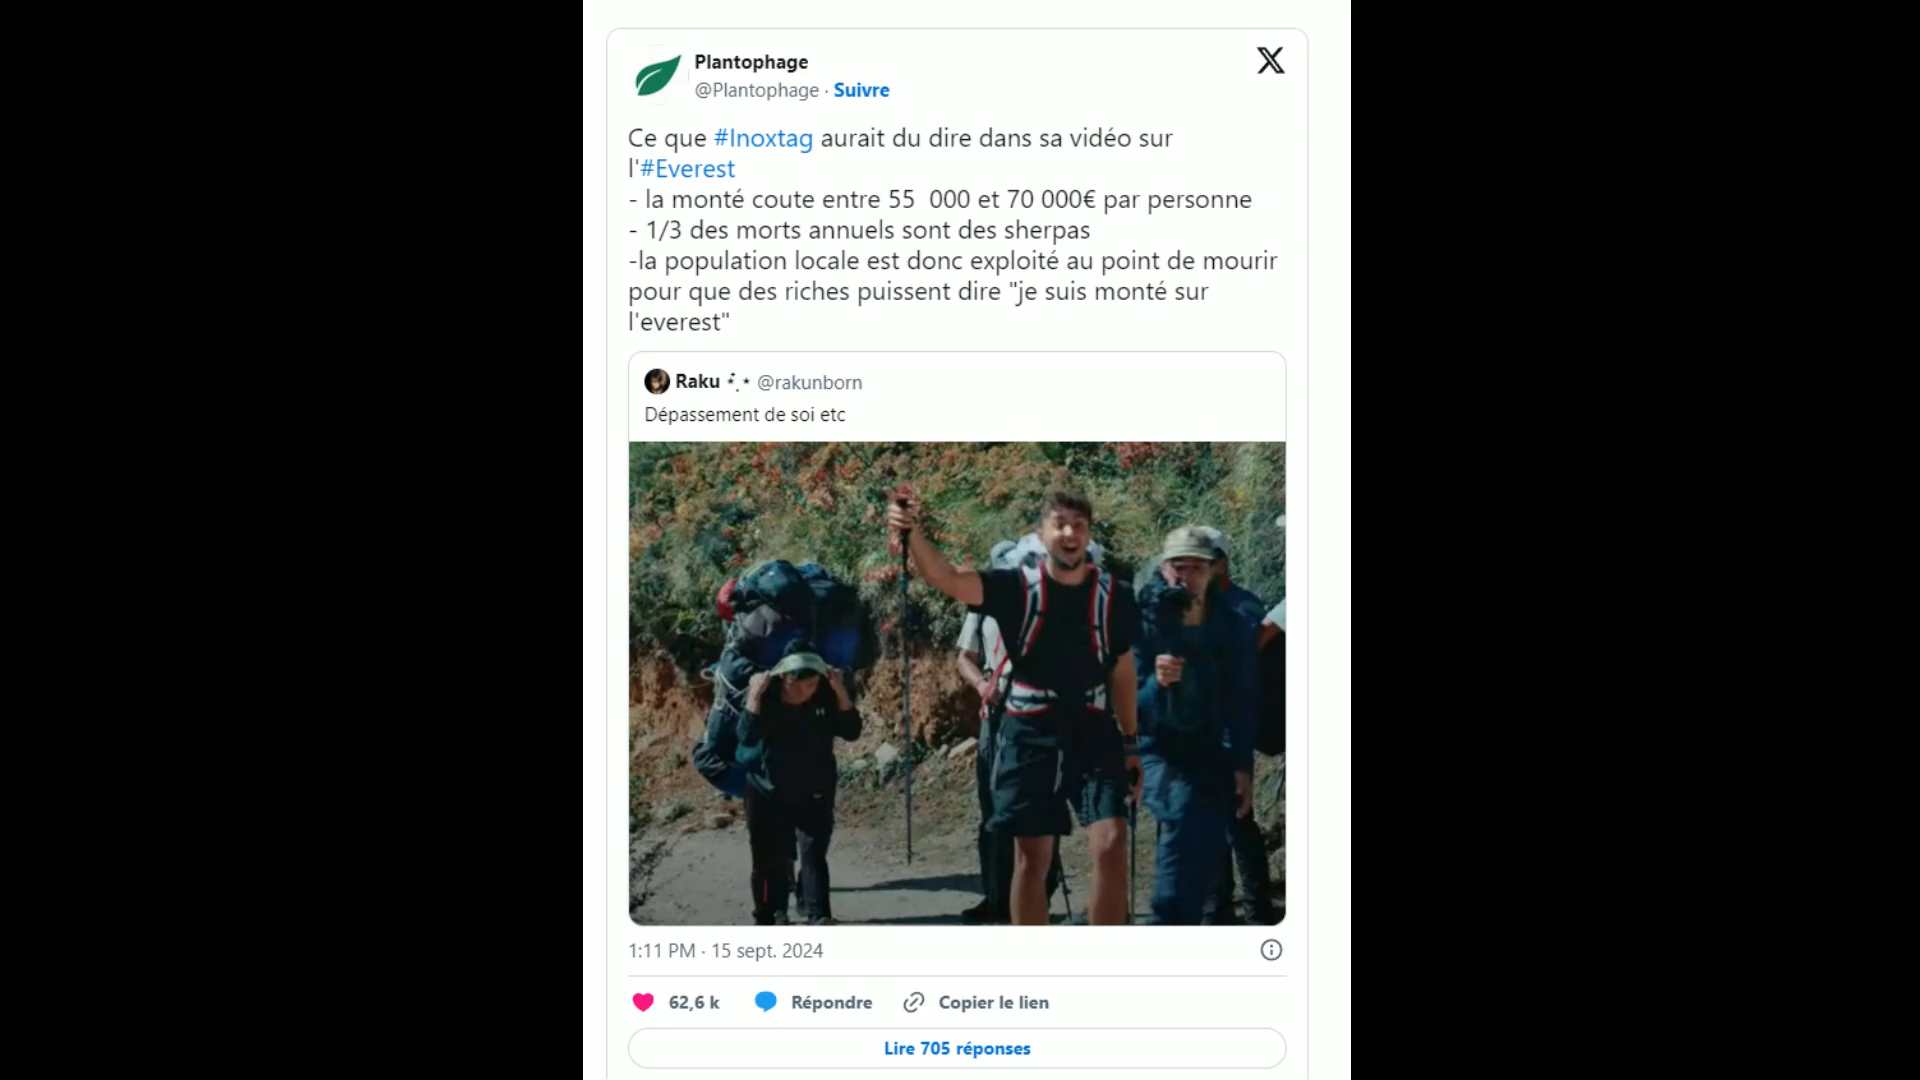 Plantophage
@Plantophage · Suivre
Ce que #Inoxtag aurait du dire dans sa vidéo sur
l'#Everest
- la monté coute entre 55  000 et 70 000€ par personne
- 1/3 des morts annuels sont des sherpas
-la population locale est donc exploité au point de mourir
pour que des riches puissent dire "je suis monté sur
l'everest"
Raku @rakunborn
Dépassement de soi etc
1:11 PM · 15 sept. 2024
62,6 k Répondre Copier le lien
Lire 705 réponses